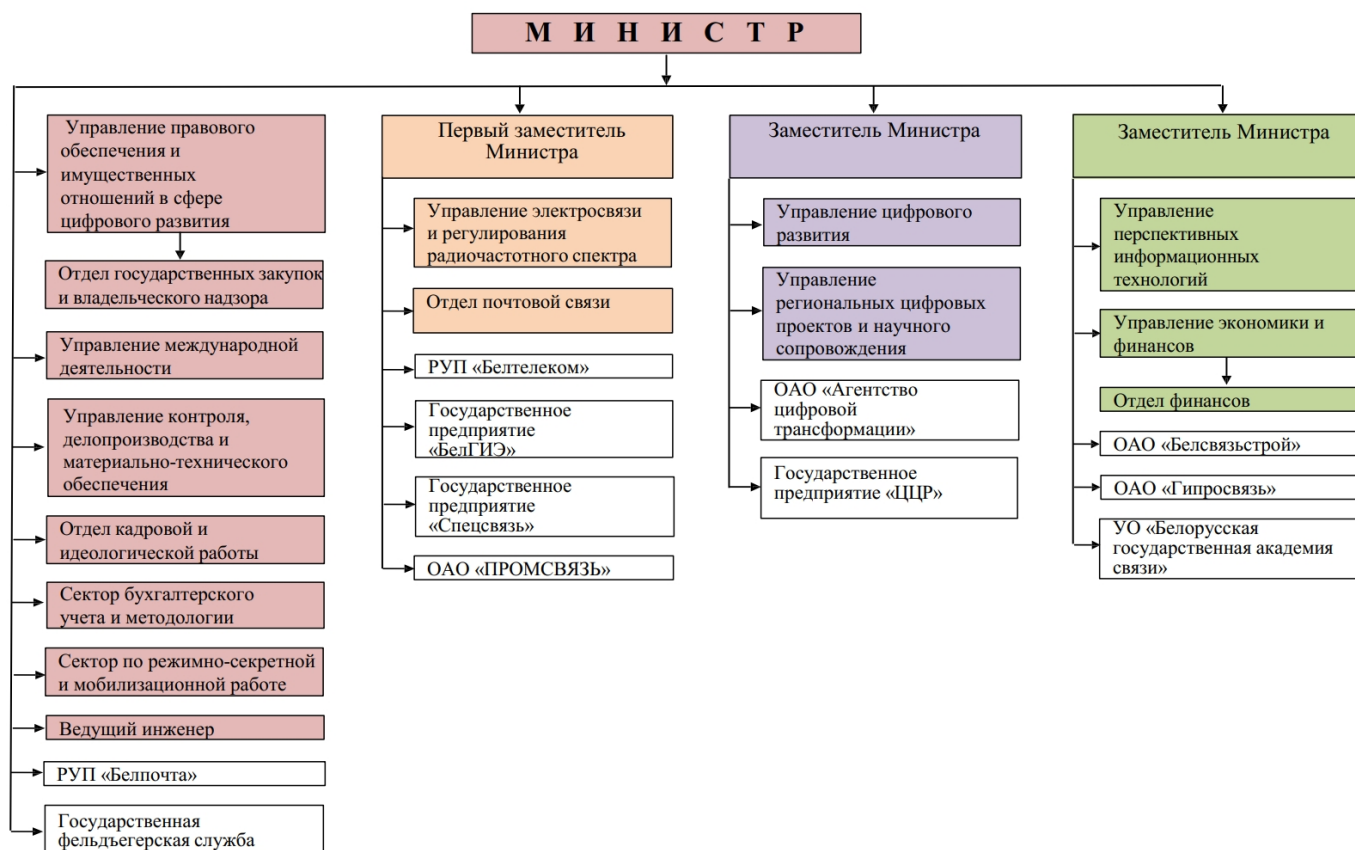 М И Н И С Т Р
Управление правового
обеспечения и
имущественных
отношений в сфере
цифрового развития
Отдел государственных закупок
и владельческого надзора
Управление международной
деятельности
Управление контроля,
делопроизводства и
материально-технического
обеспечения
Отдел кадровой и
идеологической работы
Сектор бухгалтерского
учета и методологии
Сектор по режимно-секретной
и мобилизационной работе
Ведущий инженер
РУП «Белпочта»
Государственная
фельдъегерская служба
Первый заместитель
Министра
Управление электросвязи
и регулирования
радиочастотного спектра
Отдел почтовой связи
РУП «Белтелеком»
Государственное
предприятие
«БелГИЭ»
Государственное
предприятие
«Спецсвязь»
ОАО «ПРОМСВЯЗЬ»
Заместитель Министра
Управление цифрового
развития
Управление
региональных цифровых
проектов и научного
сопровождения
ОАО «Агентство
цифровой
трансформации»
Государственное
предприятие «ЦЦР»
Заместитель Министра
Управление
перспективных
информационных
технологий
Управление экономики и
финансов
Отдел финансов
ОАО «Белсвязьстрой»
ОАО «Гипросвязь»
УО «Белорусская
государственная академия
связи»